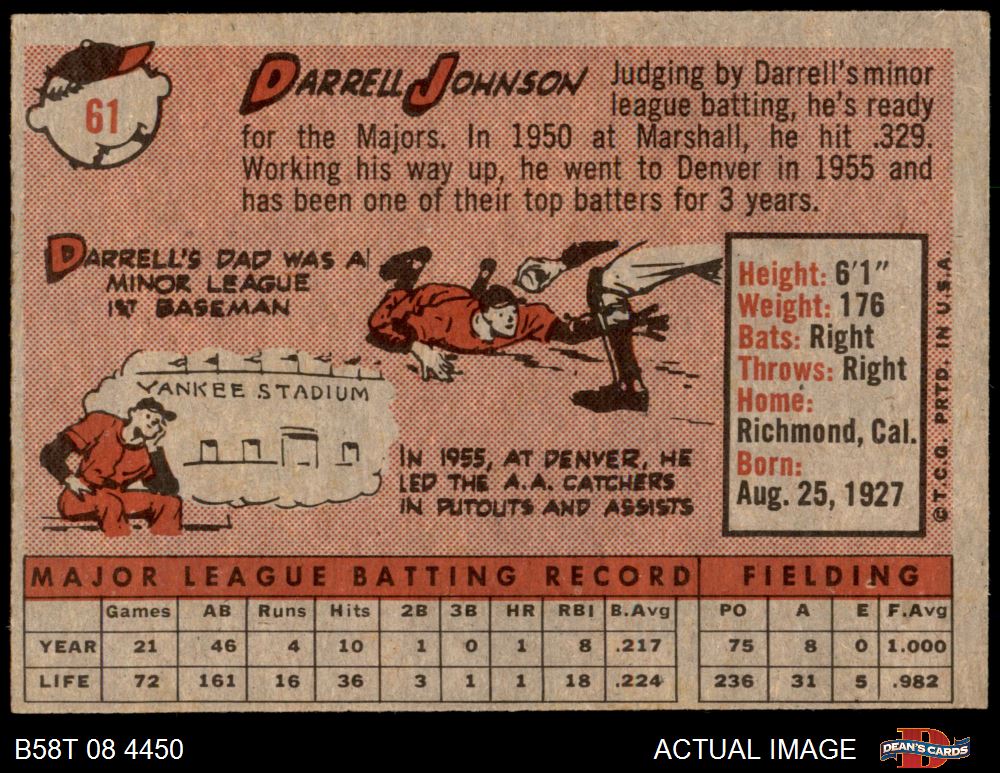 61
DARRELL JOHNSON
Judging by Darrell's minor
league batting, he's ready
for the Majors. In 1950 at Marshall, he hit .329.
Working his way up, he went to Denver in 1955 and
has been one of their top batters for 3 years.
DARRELL'S DAD WAS A
MINOR LEAGUE
1ST BASEMAN
YANKEE STADIUM
IN 1955, AT DENVER, HE
LED THE A.A. CATCHERS
IN PUTOUTS AND ASSISTS
Height: 6'1"
Weight: 176
Bats: Right
Throws: Right
Home:
Richmond, Cal.
Born:
Aug. 25, 1927
©T.C.G. PRTD. IN U.S.A.
MAJOR LEAGUE BATTING RECORD FIELDING
Games AB Runs Hits 2B 3B HR RBI B.Avg PO A E F.Avg
YEAR 21 46 4 10 1 0 1 8 .217 75 8 0 1.000
LIFE 72 161 16 36 3 1 1 18 .224 236 31 5 .982
B58T 08 4450 ACTUAL IMAGE DEAN'S CARDS